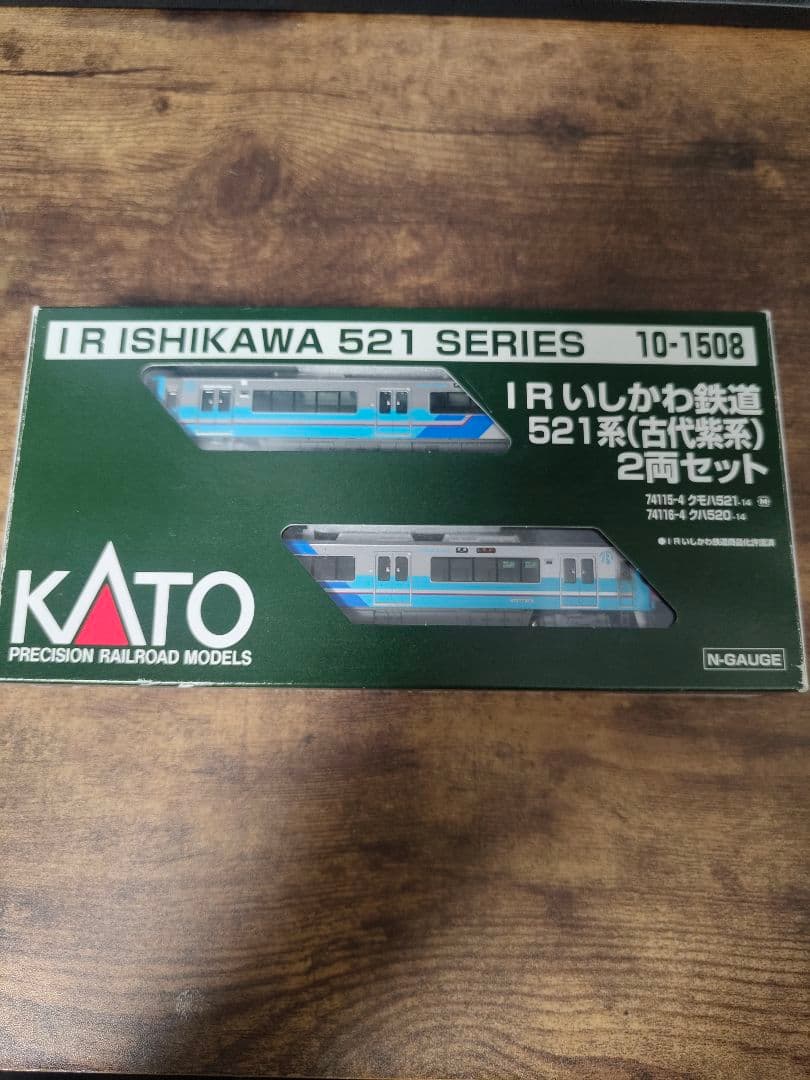 IR ISHIKAWA 521 SERIES 10-1508
IRいしかわ鉄道
521系(古代紫系)
2両セット
74115-4 クモハ521-14 M
74116-4 クハ520-14
●IRいしかわ鉄道商品化許諾済
KATO
PRECISION RAILROAD MODELS
N-GAUGE